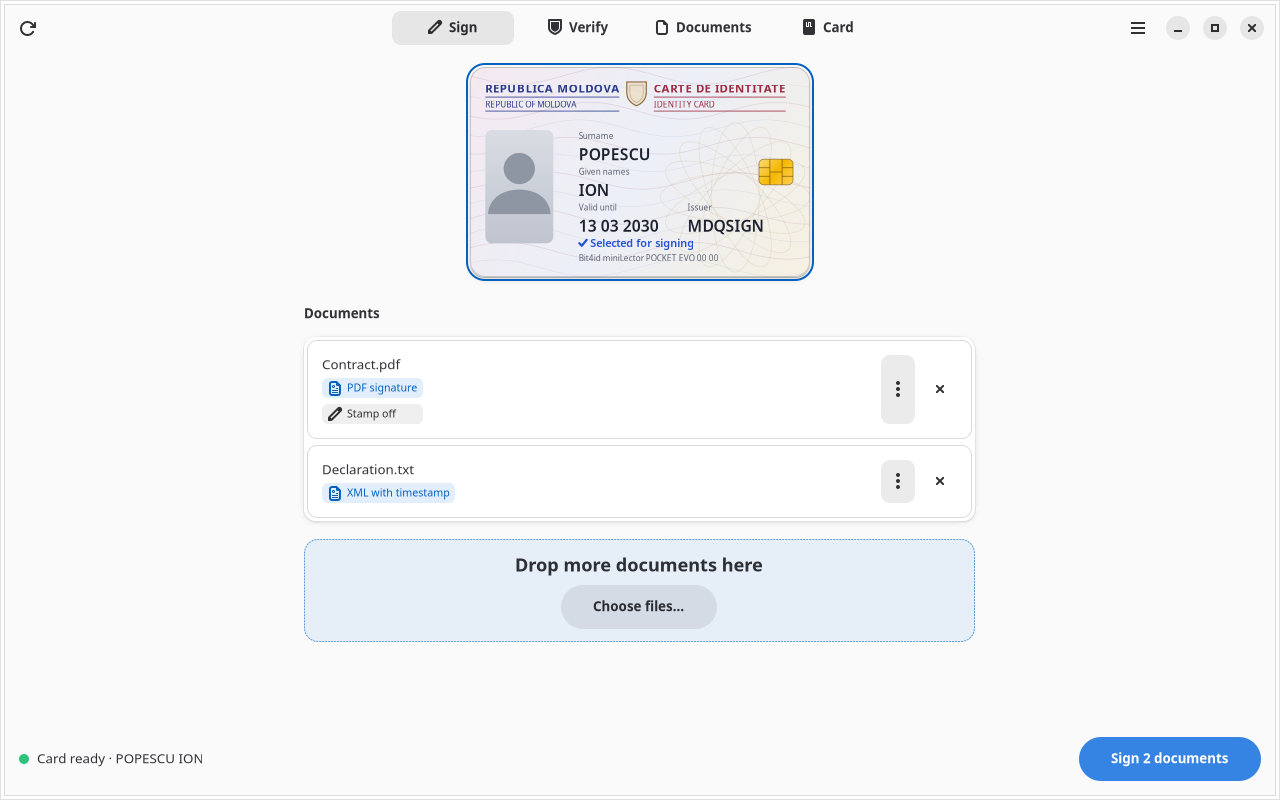 Sign
Verify
Documents
Card
REPUBLICA MOLDOVA
REPUBLIC OF MOLDOVA
CARTE DE IDENTITATE
IDENTITY CARD
Surname
POPESCU
Given names
ION
Valid until
Issuer
13 03 2030
MDQSIGN
Selected for signing
Bit4id miniLector POCKET EVO 00 00
Documents
Contract.pdf
PDF signature
Stamp off
Declaration.txt
XML with timestamp
Drop more documents here
Choose files...
Card ready · POPESCU ION
Sign 2 documents